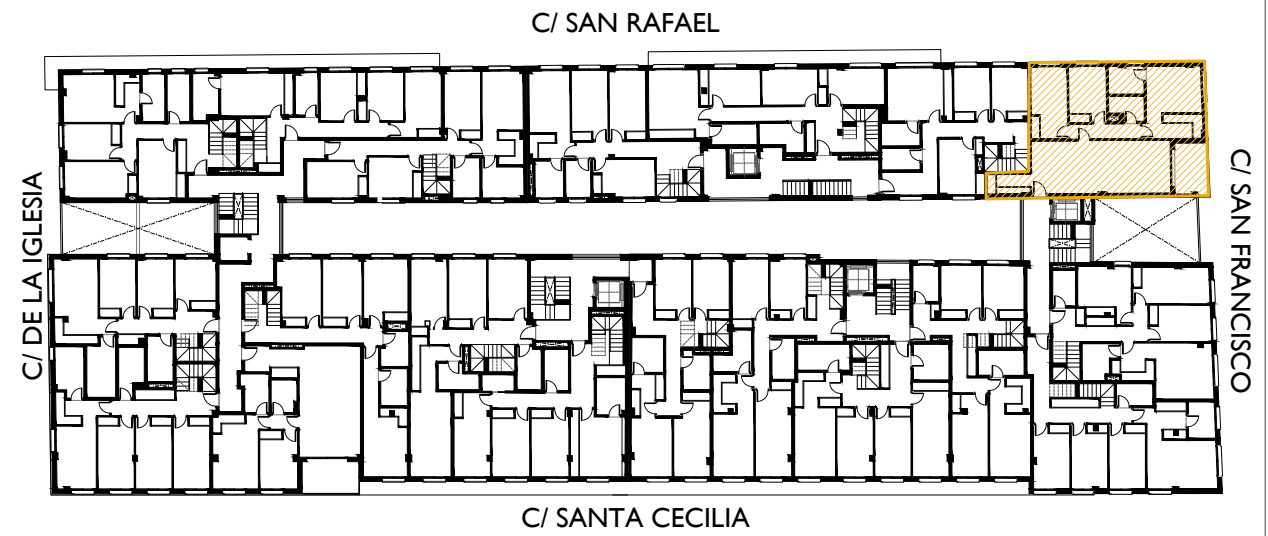 C/ SAN RAFAEL
C/ DE LA IGLESIA
C/ SAN FRANCISCO
C/ SANTA CECILIA